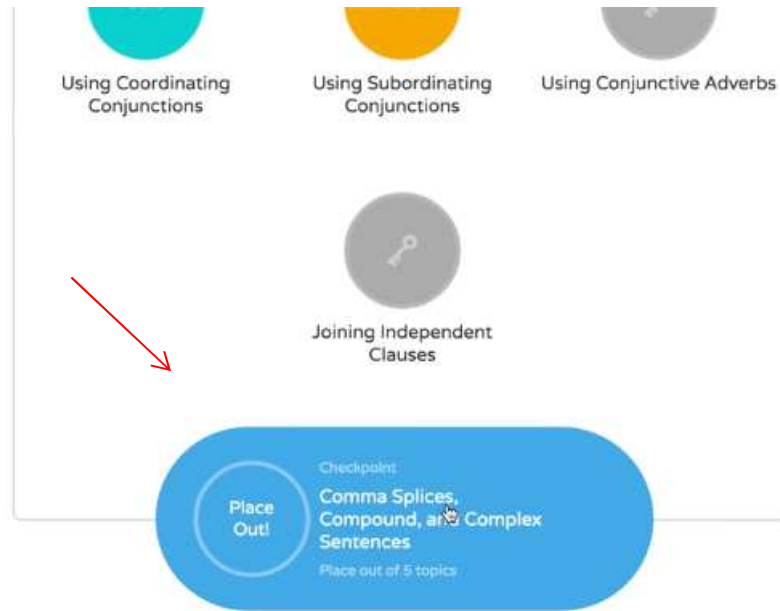 Using Coordinating
Conjunctions
Using Subordinating
Conjunctions
Using Conjunctive Adverbs
Joining Independent
Clauses
Place
Out!
Checkpoint
Comma Splices,
Compound, and Complex
Sentences
Place out of 5 topics